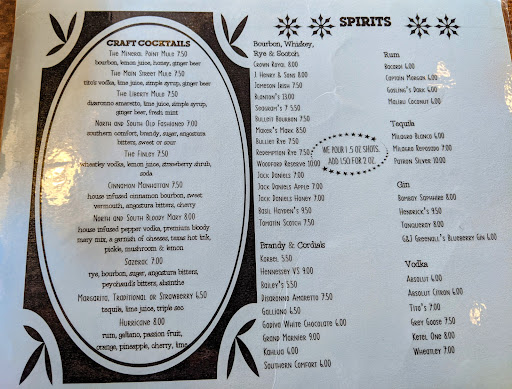 CRAFT COCKTAILS
The Mineral Point Mule 7.50
bourbon, lemon juice, honey, ginger beer
The Main Street Mule 7.50
tito's vodka, lime juice, simple syrup, ginger beer
The Liberty Mule 7.50
disaronno amaretto, lime juice, simple syrup,
ginger beer, fresh mint
North and South Old Fashioned 7.00
southern comfort, brandy, sugar, angostura
bitters, sweet or sour
The Finley 7.50
wheatley vodka, lemon juice, strawberry shrub,
soda
Cinnamon Manhattan 7.50
house infused cinnamon bourbon, sweet
vermouth, angostura bitters, cherry
North and South Bloody Mary 8.00
house infused pepper vodka, premium bloody
mary mix, a garnish of cheeses, texas hot link,
pickle, mushroom & lemon
Sazerac 7.00
rye, bourbon, sugar, angostura bitters,
peychaud's bitters, absinthe
Margarita, Traditional or Strawberry 6.50
tequila, lime juice, triple sec
Hurricane 8.00
rum, galliano, passion fruit,
orange, pineapple, cherry, lime
SPIRITS
Bourbon, Whiskey,
Rye & Scotch
Crown Royal 8.00
J. Henry & Sons 8.00
Jameson Irish 7.50
Blanton's 13.00
Seagram's 7 5.50
Bulleit Bourbon 7.50
Maker's Mark 8.50
Bulleit Rye 7.50
Redemption Rye 7.50
Woodford Reserve 10.00
Jack Daniels 7.00
Jack Daniels Apple 7.00
Jack Daniels Honey 7.00
Basil Hayden's 9.50
Tomatin Scotch 7.50
WE POUR 1.5 OZ SHOTS.
ADD 1.50 FOR 2 OZ.
Brandy & Cordials
Korbel 5.50
Hennessey VS 9.00
Bailey's 5.50
Disaronno Amaretto 7.50
Galliano 6.50
Godiva White Chocolate 6.00
Grand Marnier 9.00
Kahlua 6.00
Southern Comfort 6.00
Rum
Bacardi 6.00
Captain Morgan 6.00
Gosling's Dark 6.00
Malibu Coconut 6.00
Tequila
Milagro Blanco 6.00
Milagro Reposado 7.00
Patron Silver 10.00
Gin
Bombay Sapphire 8.00
Hendrick's 9.00
Tanqueray 8.00
G&J Greenall's Blueberry Gin 6.00
Vodka
Absolut 6.00
Absolut Citron 6.00
Tito's 7.00
Grey Goose 7.50
Ketel One 8.00
Wheatley 7.00